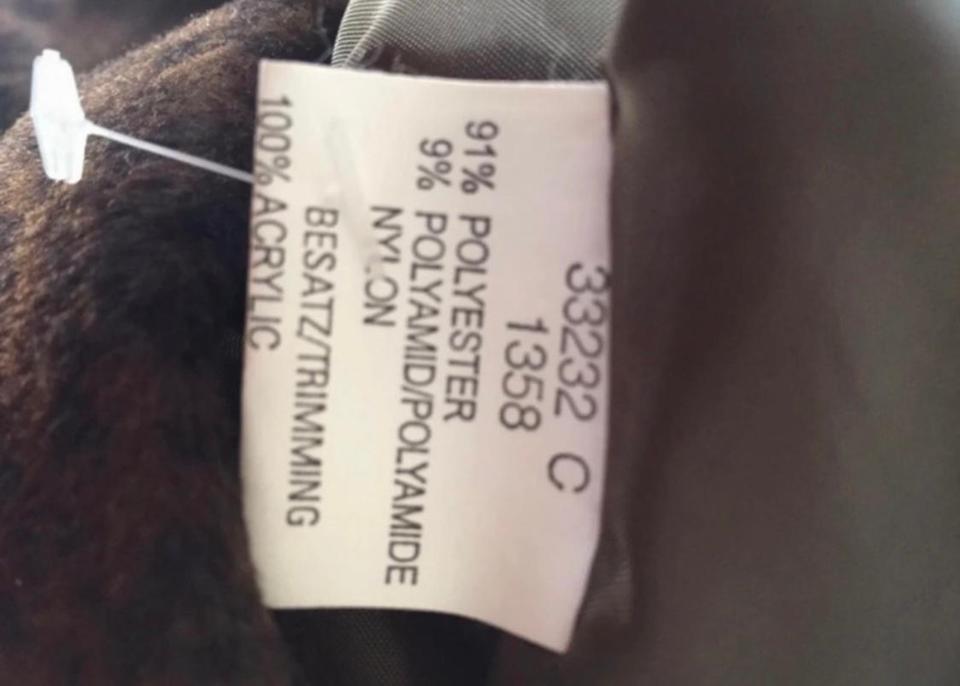 33232 C
1358
91% POLYESTER
9% POLYAMID/POLYAMIDE
NYLON
BESATZ/TRIMMING
100% ACRYLIC